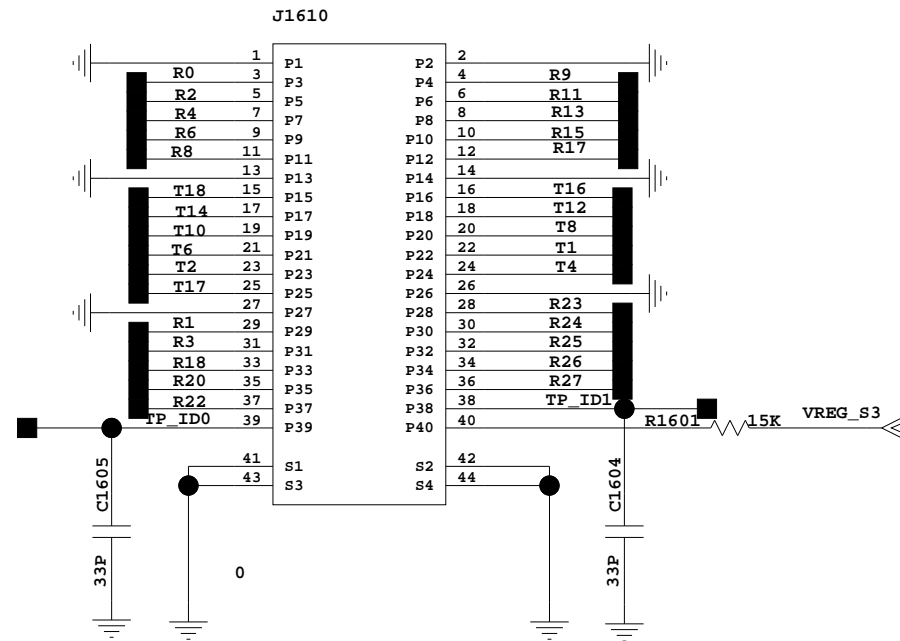 J1610
1 P1 P2 2
R0 3 P3 P4 4 R9
R2 5 P5 P6 6 R11
R4 7 P7 P8 8 R13
R6 9 P9 P10 10 R15
R8 11 P11 P12 12 R17
13 P13 P14 14
T18 15 P15 P16 16 T16
T14 17 P17 P18 18 T12
T10 19 P19 P20 20 T8
T6 21 P21 P22 22 T1
T2 23 P23 P24 24 T4
T17 25 P25 P26 26
27 P27 P28 28 R23
R1 29 P29 P30 30 R24
R3 31 P31 P32 32 R25
R18 33 P33 P34 34 R26
R20 35 P35 P36 36 R27
R22 37 P37 P38 38 TP_ID1
TP_ID0 39 P39 P40 40 R1601 15K VREG_S3
41 S1 S2 42
43 S3 S4 44
C1605 C1604
33P 0 33P